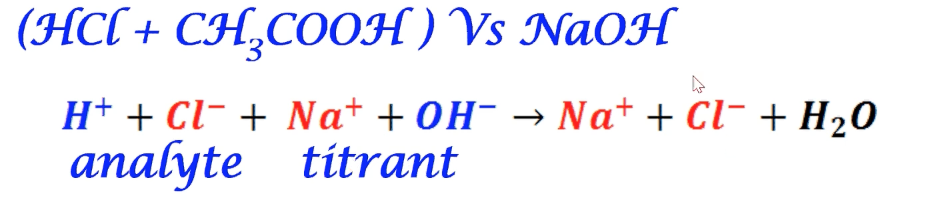 (HCl + CH₃COOH ) Vs NaOH
H⁺ + Cl⁻ + Na⁺ + OH⁻ → Na⁺ + Cl⁻ + H₂O
analyte titrant